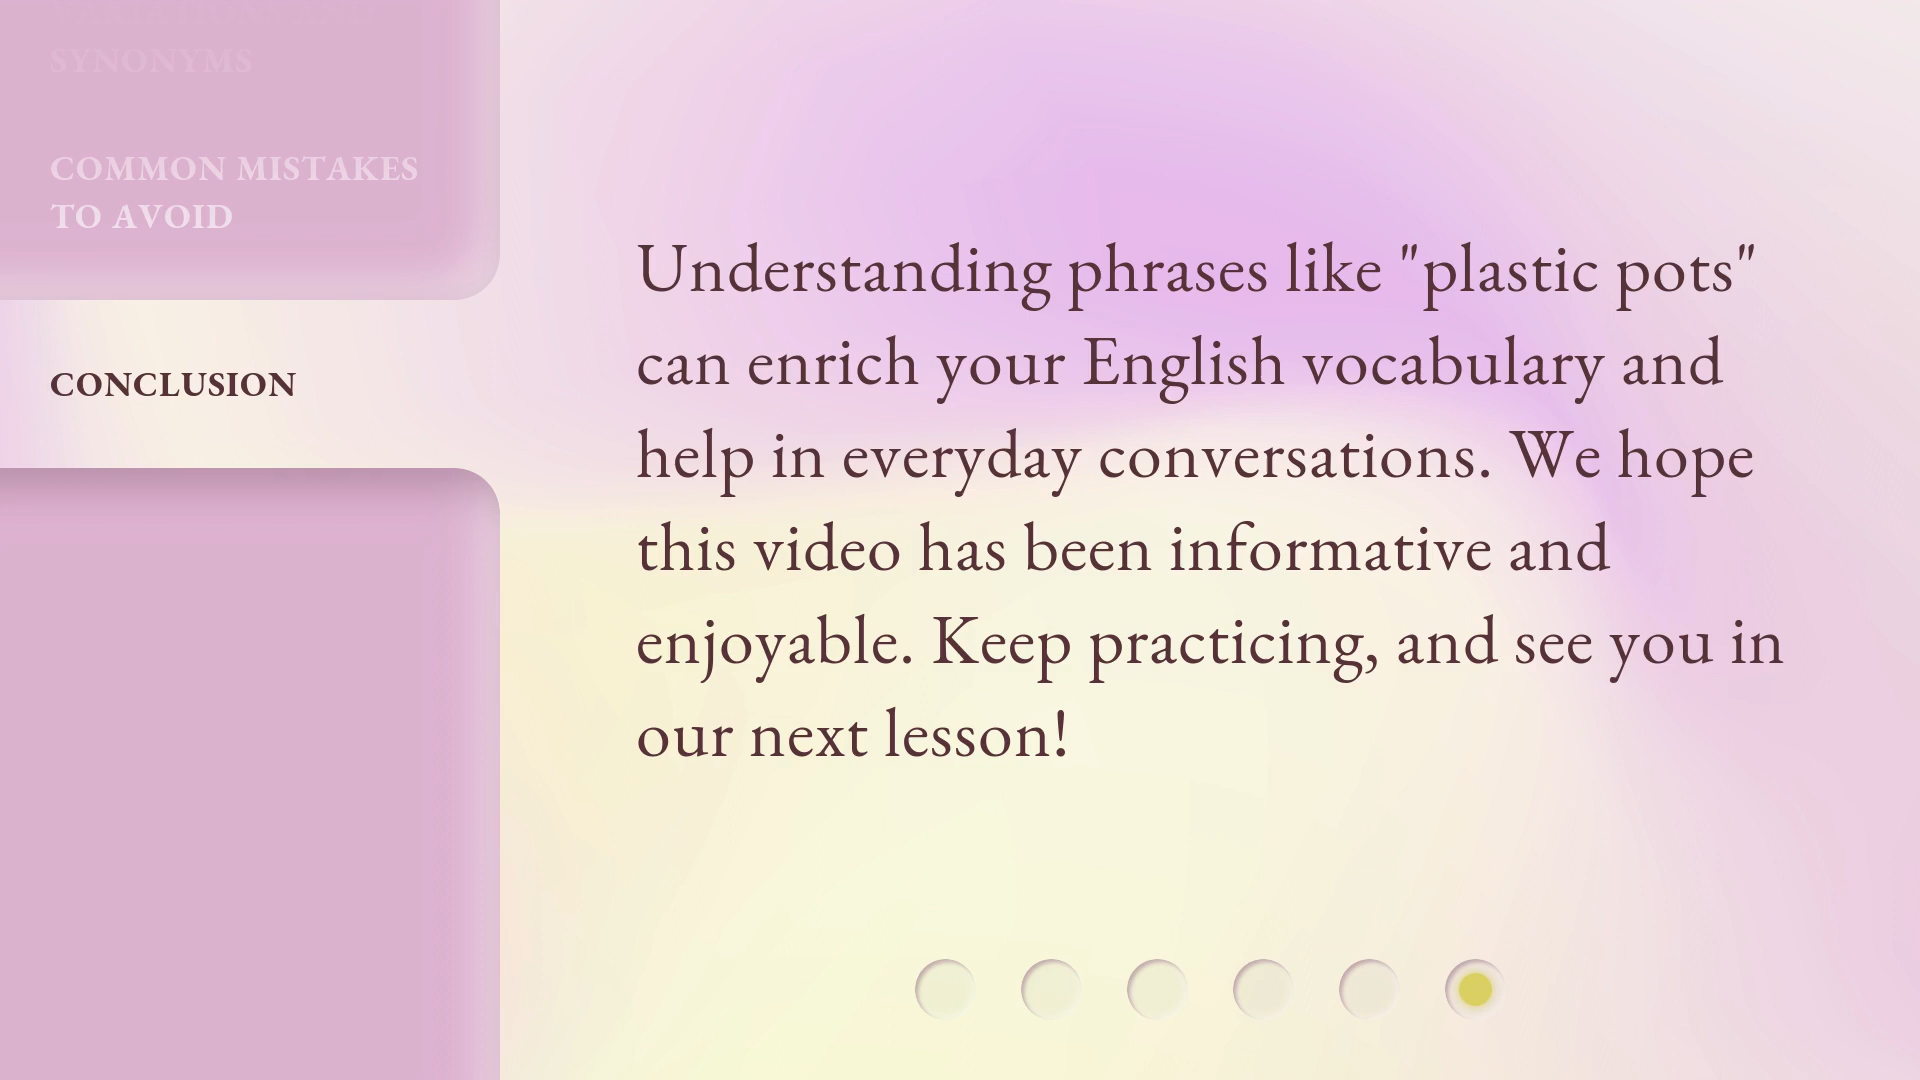 SYNONYMS
COMMON MISTAKES
TO AVOID
CONCLUSION
Understanding phrases like "plastic pots"
can enrich your English vocabulary and
help in everyday conversations. We hope
this video has been informative and
enjoyable. Keep practicing, and see you in
our next lesson!